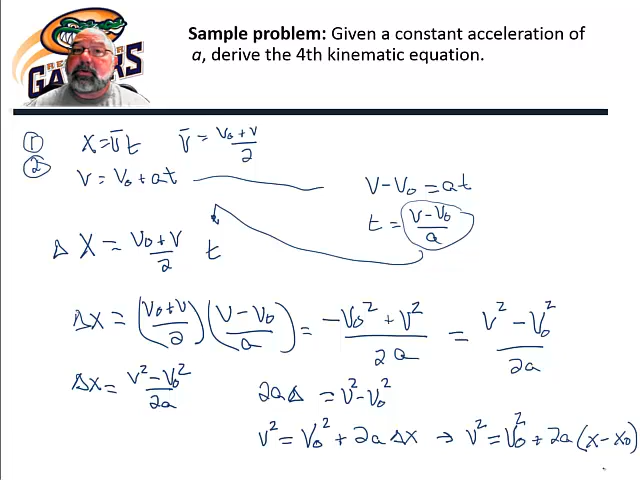 Sample problem: Given a constant acceleration of
a, derive the 4th kinematic equation.
GATORS
① X = v̄t   v̄ = (v₀ + v)/2
② v = v₀ + at
v - v₀ = at
t = (v - v₀)/a
Δ X = (v₀ + v)/2 t
Δx = ((v₀ + v)/2)((v - v₀)/a) = (-v₀² + v²)/2a = (v² - v₀²)/2a
Δx = (v² - v₀²)/2a
2aΔ = v² - v₀²
v² = v₀² + 2aΔx → v² = v₀² + 2a(x - x₀)